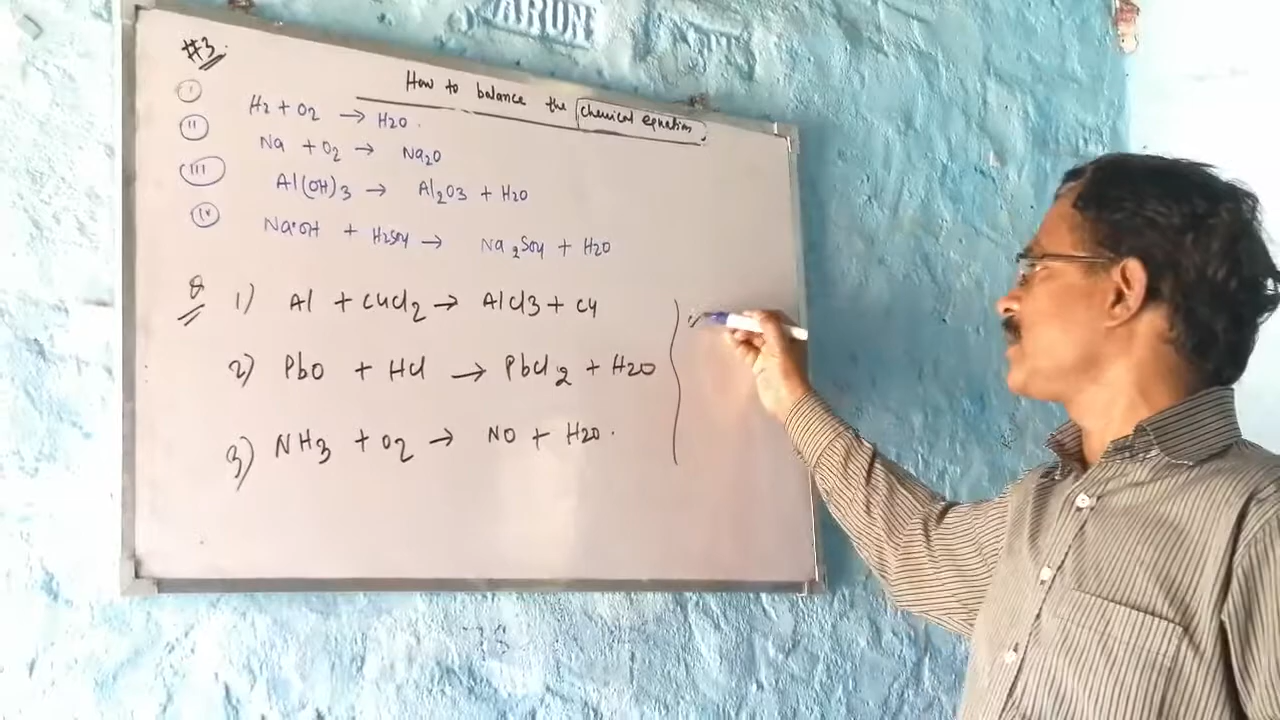 ARUN
#3.
How to balance the chemical equation
i H2 + O2 → H2O.
ii Na + O2 → Na2O
iii Al(OH)3 → Al2O3 + H2O
iv NaOH + H2SO4 → Na2SO4 + H2O
Q 1) Al + CuCl2 → AlCl3 + Cu
2) PbO + HCl → PbCl2 + H2O
3) NH3 + O2 → NO + H2O.